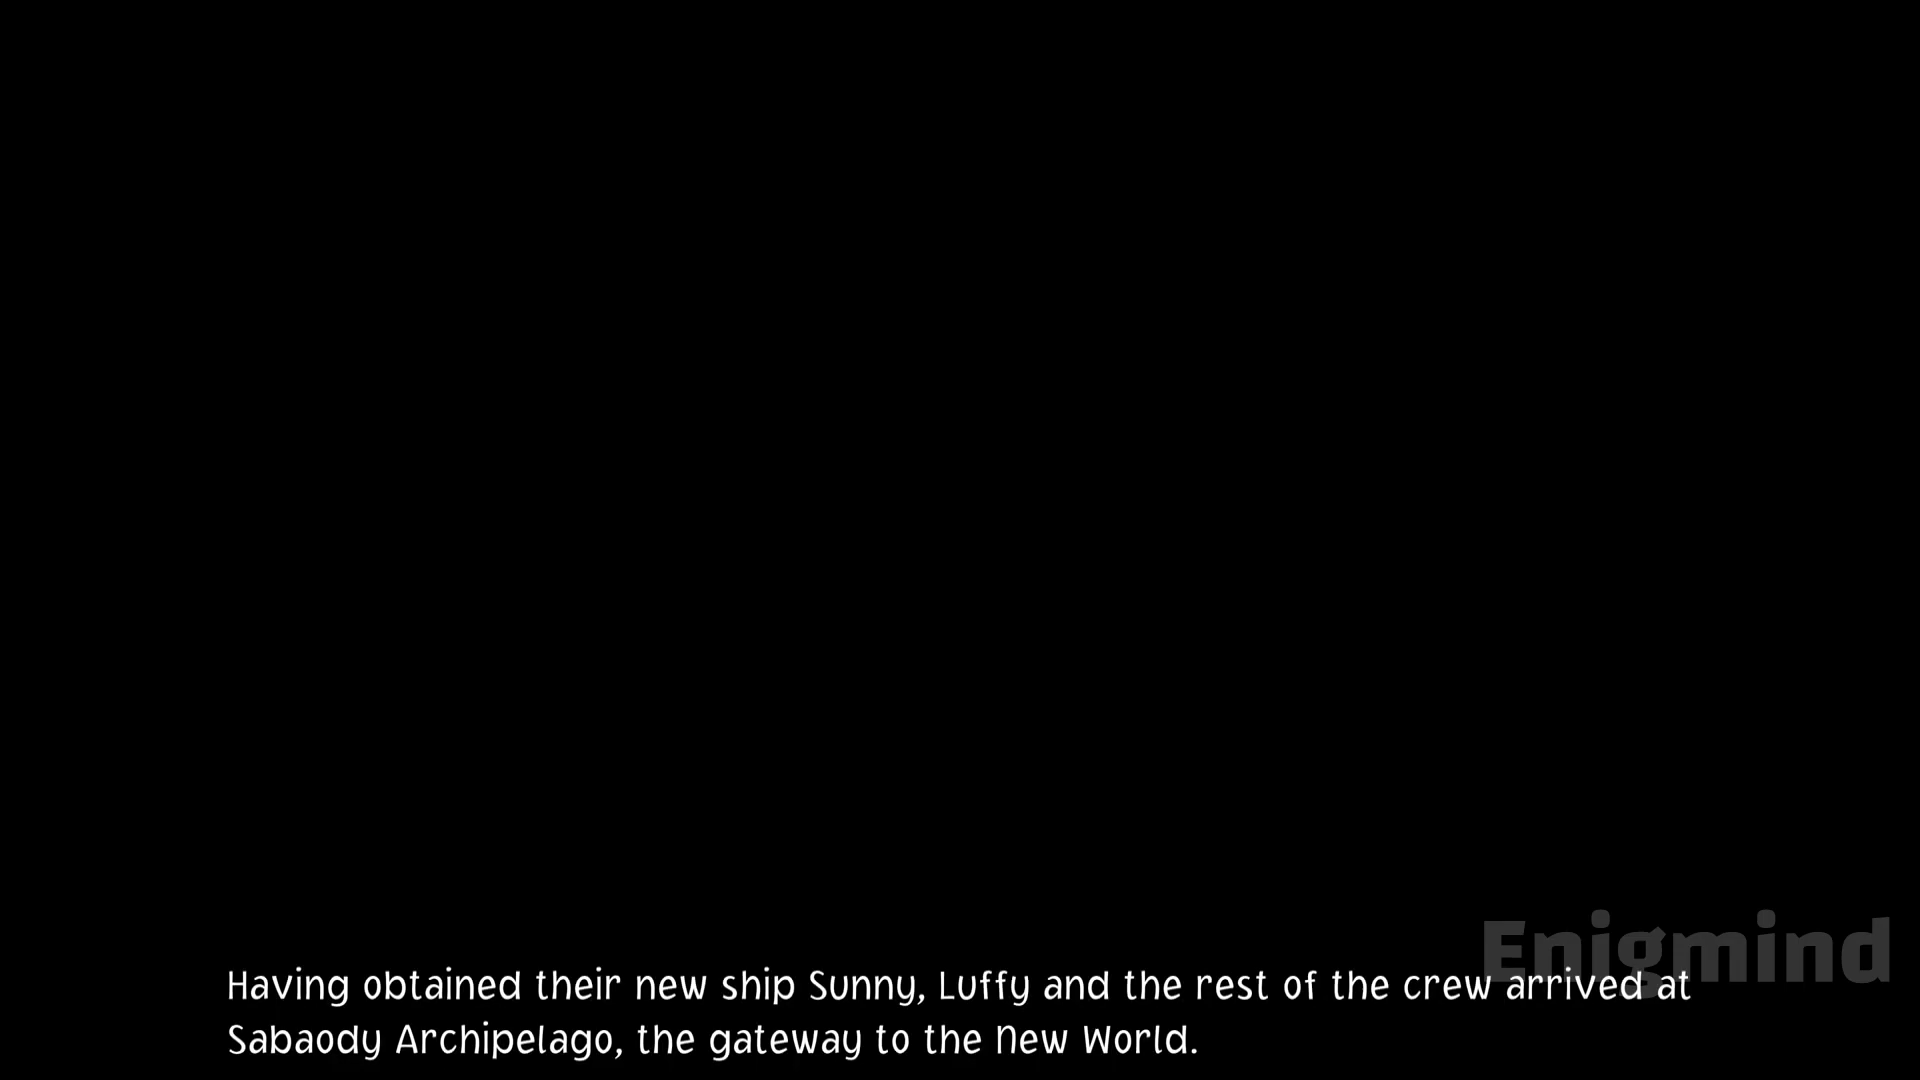 Enigmind
Having obtained their new ship Sunny, Luffy and the rest of the crew arrived at
Sabaody Archipelago, the gateway to the New World.